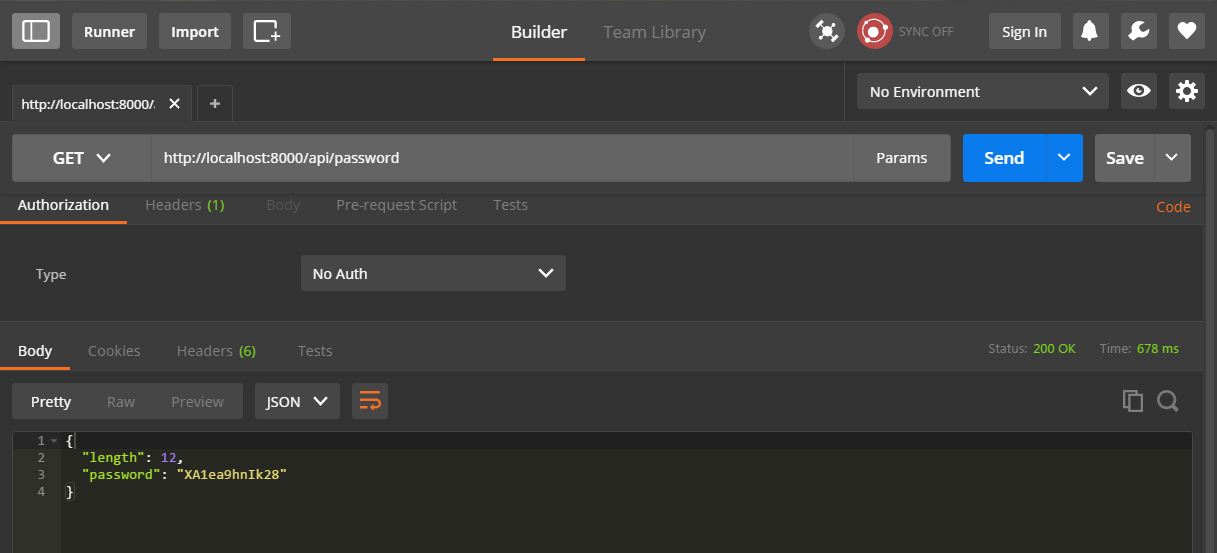 Runner Import Builder Team Library SYNC OFF Sign In
http://localhost:8000/a No Environment
GET http://localhost:8000/api/password Params Send Save
Authorization Headers (1) Body Pre-request Script Tests Code
Type No Auth
Body Cookies Headers (6) Tests Status: 200 OK Time: 678 ms
Pretty Raw Preview JSON
1 {
2 "length": 12,
3 "password": "XA1ea9hnIk28"
4 }